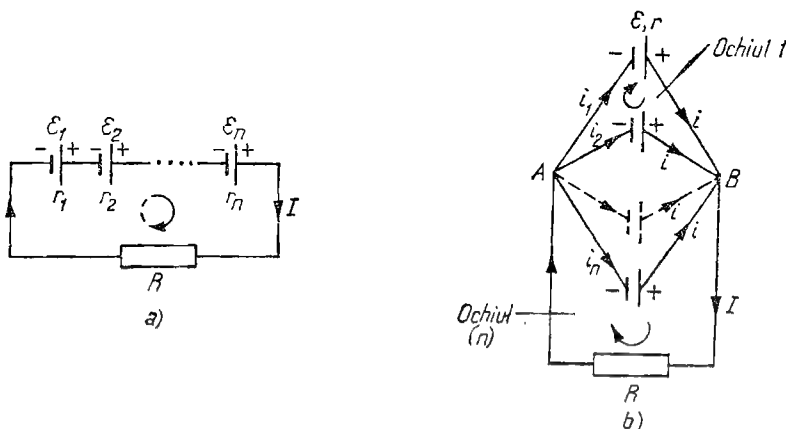 ε1 ε2 εn
- + - + - +
r1 r2 rn
I
R
a)
ε, r
- +
Ochiul 1
i1 i
- +
i2 i
A B
i
in i
- +
Ochiul
(n)
I
R
b)